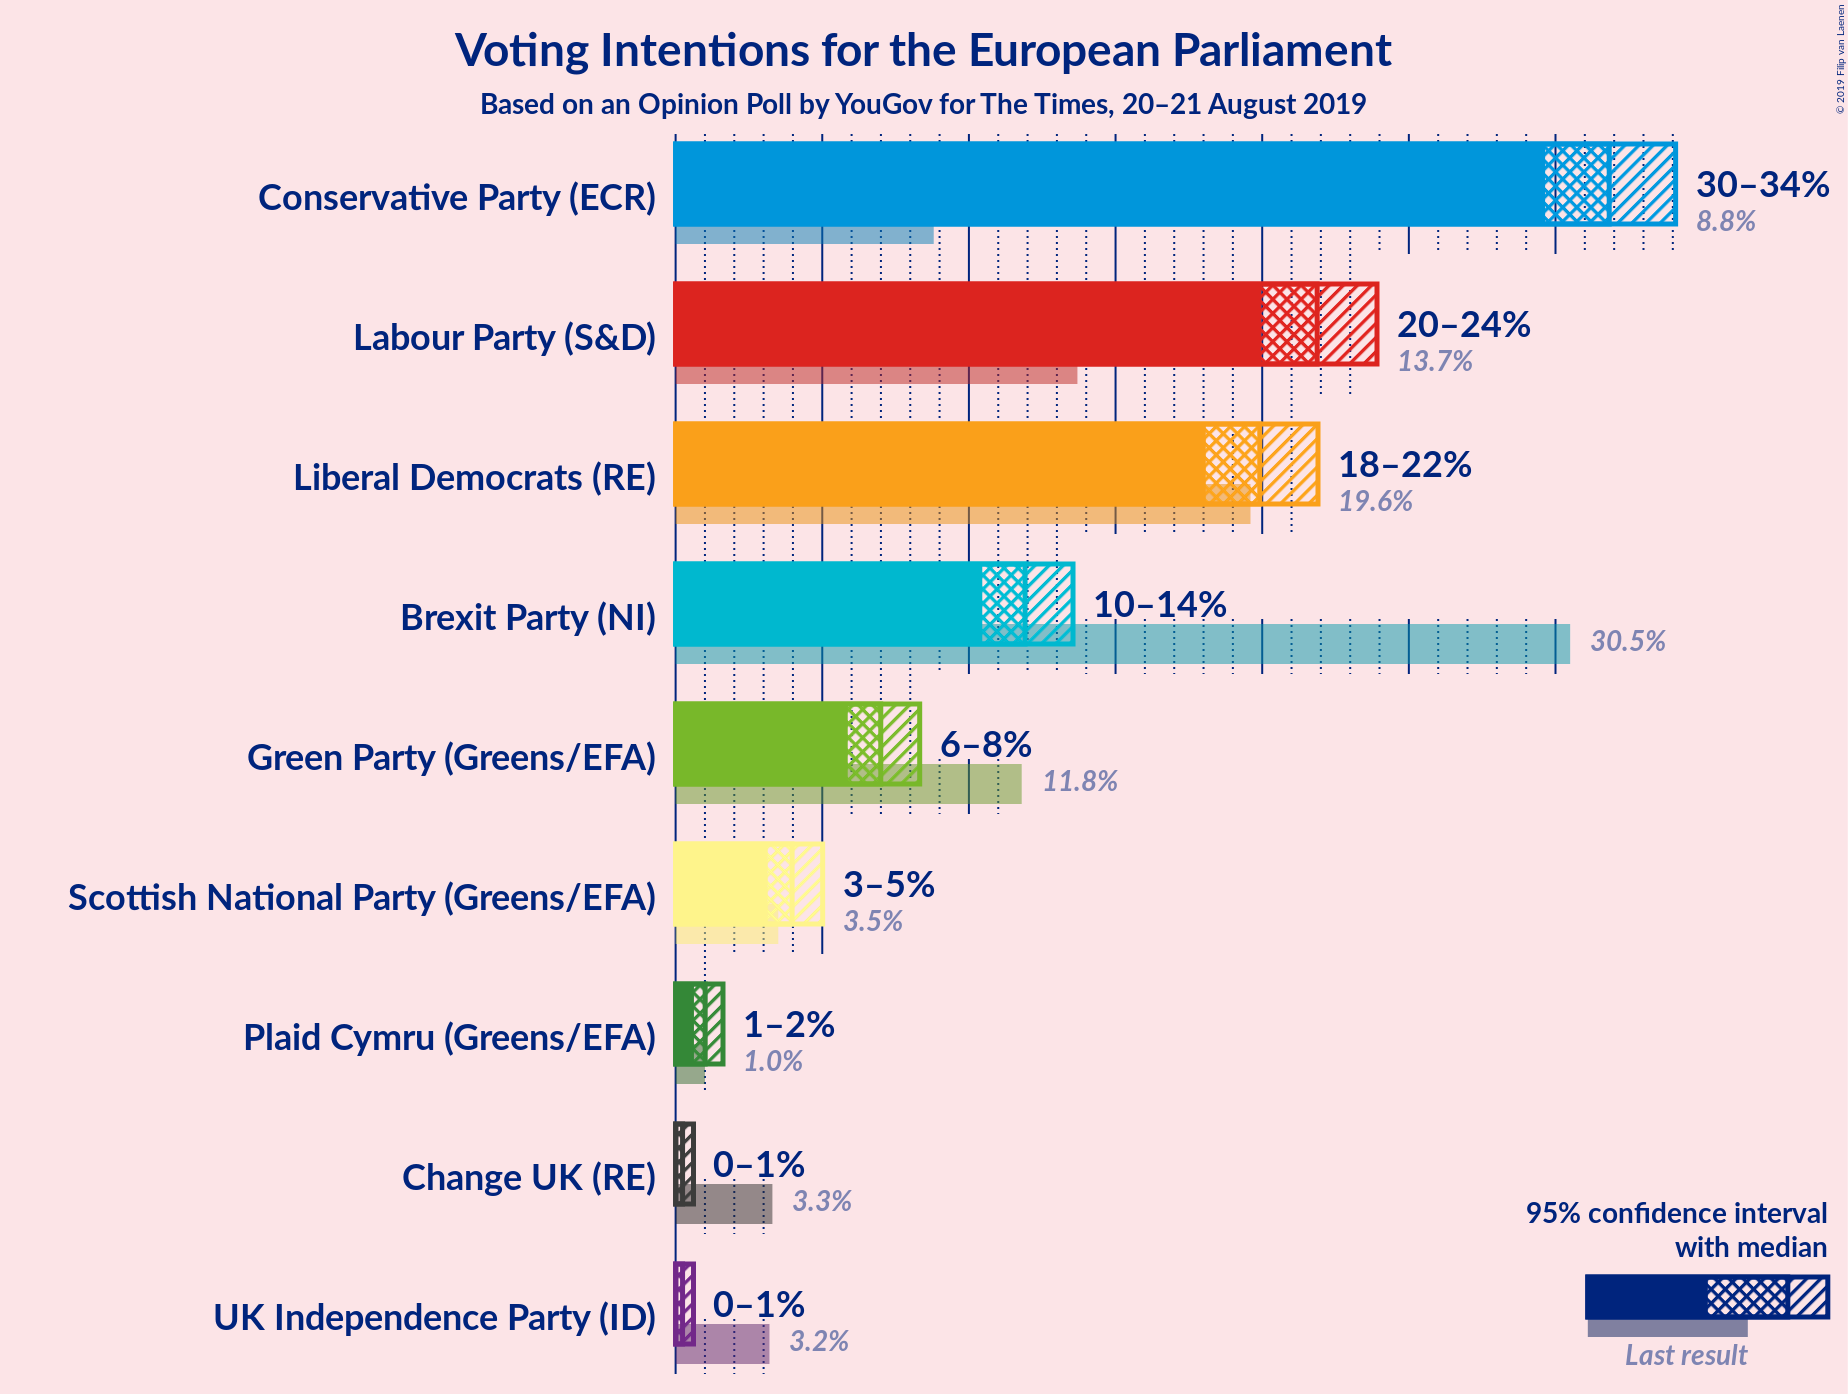 Voting Intentions for the European Parliament
Based on an Opinion Poll by YouGov for The Times, 20–21 August 2019
© 2019 Filip van Laenen
Conservative Party (ECR)
30–34%
8.8%
Labour Party (S&D)
20–24%
13.7%
Liberal Democrats (RE)
18–22%
19.6%
Brexit Party (NI)
10–14%
30.5%
Green Party (Greens/EFA)
6–8%
11.8%
Scottish National Party (Greens/EFA)
3–5%
3.5%
Plaid Cymru (Greens/EFA)
1–2%
1.0%
Change UK (RE)
0–1%
3.3%
UK Independence Party (ID)
0–1%
3.2%
95% confidence interval
with median
Last result